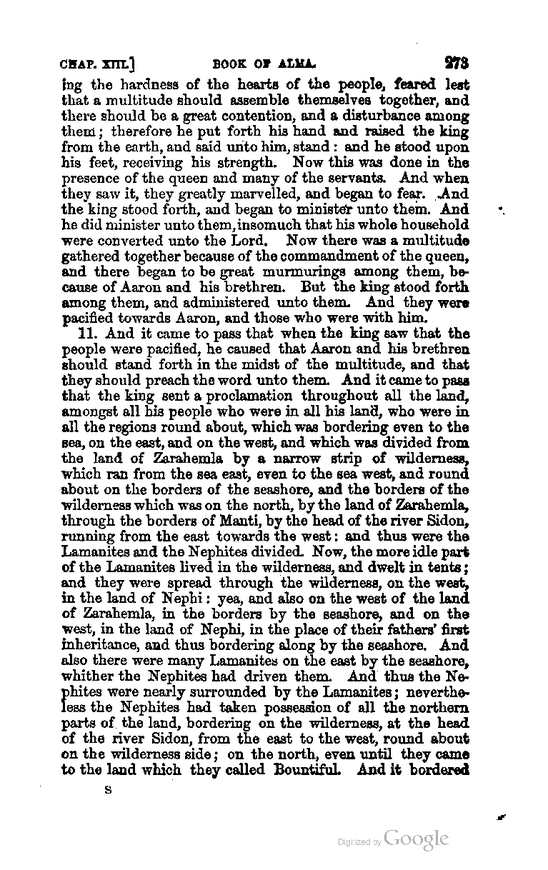 CHAP. XIII.] BOOK OF ALMA. 273
ing the hardness of the hearts of the people, feared lest
that a multitude should assemble themselves together, and
there should be a great contention, and a disturbance among
them; therefore he put forth his hand and raised the king
from the earth, and said unto him, stand: and he stood upon
his feet, receiving his strength. Now this was done in the
presence of the queen and many of the servants. And when
they saw it, they greatly marvelled, and began to fear. And
the king stood forth, and began to minister unto them. And
he did minister unto them, insomuch that his whole household
were converted unto the Lord. Now there was a multitude
gathered together because of the commandment of the queen,
and there began to be great murmurings among them, be-
cause of Aaron and his brethren. But the king stood forth
among them, and administered unto them. And they were
pacified towards Aaron, and those who were with him.
11. And it came to pass that when the king saw that the
people were pacified, he caused that Aaron and his brethren
should stand forth in the midst of the multitude, and that
they should preach the word unto them. And it came to pass
that the king sent a proclamation throughout all the land,
amongst all his people who were in all his land, who were in
all the regions round about, which was bordering even to the
sea, on the east, and on the west, and which was divided from
the land of Zarahemla by a narrow strip of wilderness,
which ran from the sea east, even to the sea west, and round
about on the borders of the seashore, and the borders of the
wilderness which was on the north, by the land of Zarahemla,
through the borders of Manti, by the head of the river Sidon,
running from the east towards the west: and thus were the
Lamanites and the Nephites divided. Now, the more idle part
of the Lamanites lived in the wilderness, and dwelt in tents;
and they were spread through the wilderness, on the west,
in the land of Nephi: yea, and also on the west of the land
of Zarahemla, in the borders by the seashore, and on the
west, in the land of Nephi, in the place of their fathers' first
inheritance, and thus bordering along by the seashore. And
also there were many Lamanites on the east by the seashore,
whither the Nephites had driven them. And thus the Ne-
phites were nearly surrounded by the Lamanites; neverthe-
less the Nephites had taken possession of all the northern
parts of the land, bordering on the wilderness, at the head
of the river Sidon, from the east to the west, round about
on the wilderness side; on the north, even until they came
to the land which they called Bountiful. And it bordered
S
Digitized by Google